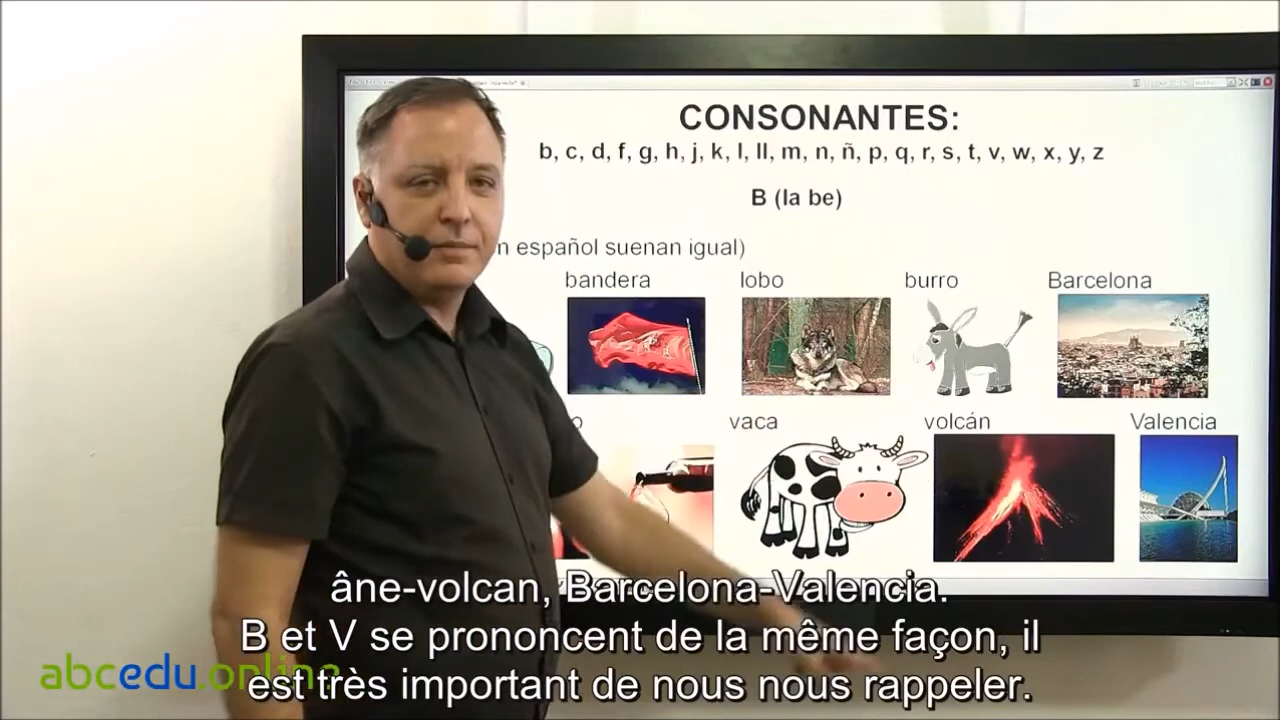 CONSONANTES:
b, c, d, f, g, h, j, k, l, ll, m, n, ñ, p, q, r, s, t, v, w, x, y, z
B (la be)
español suenan igual)
bandera lobo burro Barcelona
vaca volcán Valencia
âne-volcan, Barcelona-Valencia.
B et V se prononcent de la même façon, il
est très important de nous nous rappeler.
abcedu.online